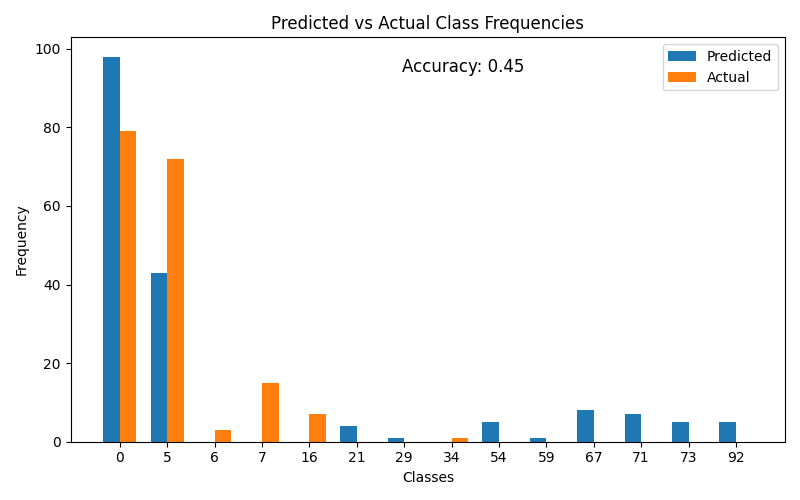 Predicted vs Actual Class Frequencies
Accuracy: 0.45
Predicted
Actual
Frequency
100
80
60
40
20
0
0 5 6 7 16 21 29 34 54 59 67 71 73 92
Classes